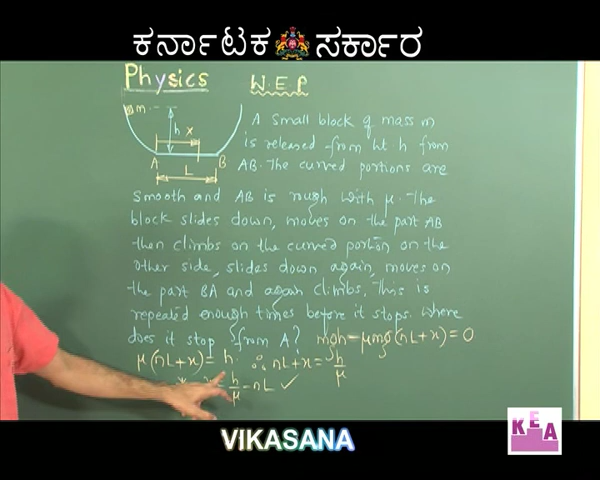 ಕರ್ನಾಟಕ ಸರ್ಕಾರ
Physics W.E.P
m
h x
A B
L
A small block of mass m
is released from ht h from
AB. The curved portions are
smooth and AB is rough with μ. The
block slides down, moves on the part AB
then climbs on the curved portion on the
other side, slides down again, moves on
the part BA and again climbs. This is
repeated enough times before it stops. where
does it stop from A? mgh - μmg(nL+x) = 0
μ(nL+x) = h. ∴ nL+x = h/μ
h/μ - nL ✓
VIKASANA
KEA